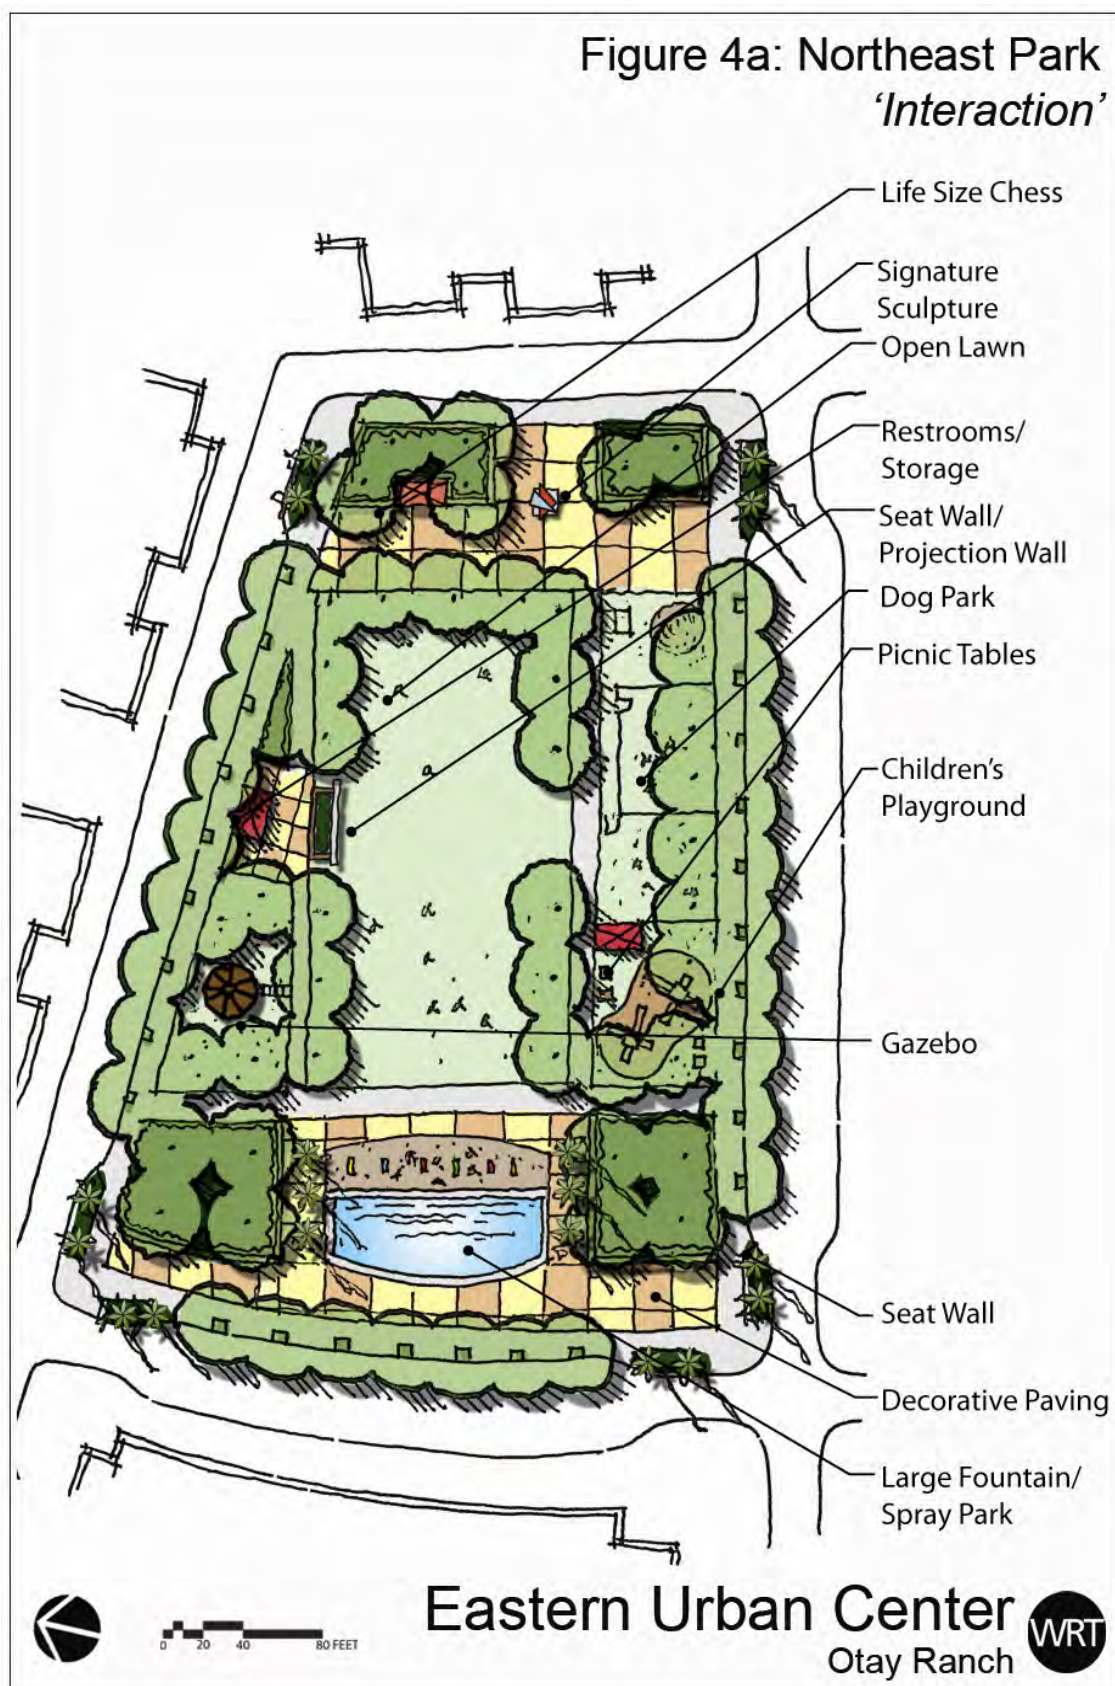 Figure 4a: Northeast Park
‘Interaction’
Life Size Chess
Signature
Sculpture
Open Lawn
Restrooms/
Storage
Seat Wall/
Projection Wall
Dog Park
Picnic Tables
Children’s
Playground
Gazebo
Seat Wall
Decorative Paving
Large Fountain/
Spray Park
0 20 40 80 FEET
Eastern Urban Center
Otay Ranch
WRT